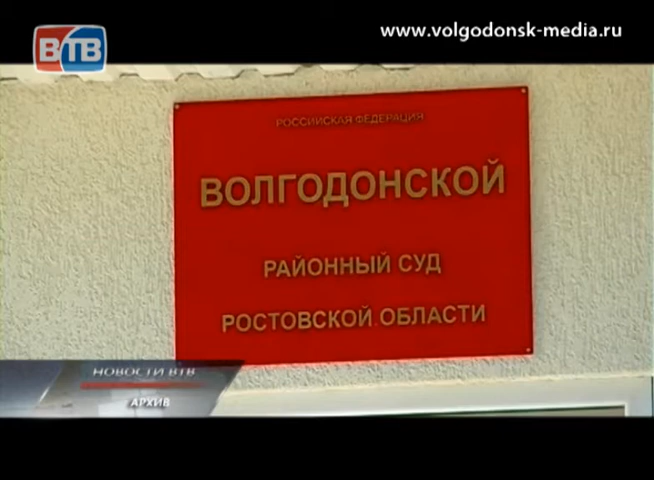 ВТВ
www.volgodonsk-media.ru
РОССИЙСКАЯ ФЕДЕРАЦИЯ
ВОЛГОДОНСКОЙ
РАЙОННЫЙ СУД
РОСТОВСКОЙ ОБЛАСТИ
НОВОСТИ ВТВ
АРХИВ